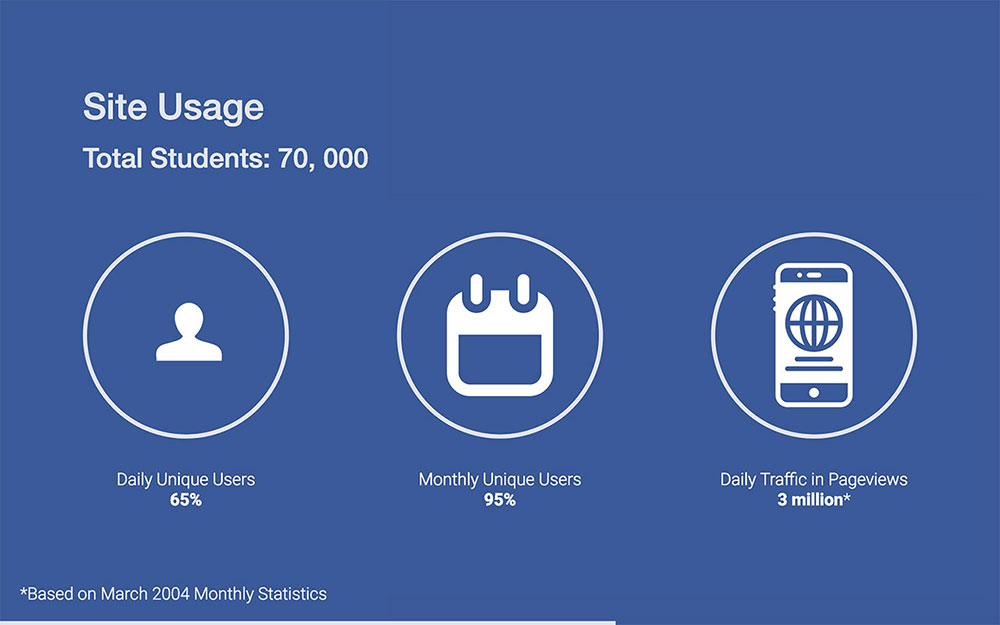 Site Usage
Total Students: 70, 000
Daily Unique Users
65%
Monthly Unique Users
95%
Daily Traffic in Pageviews
3 million*
*Based on March 2004 Monthly Statistics